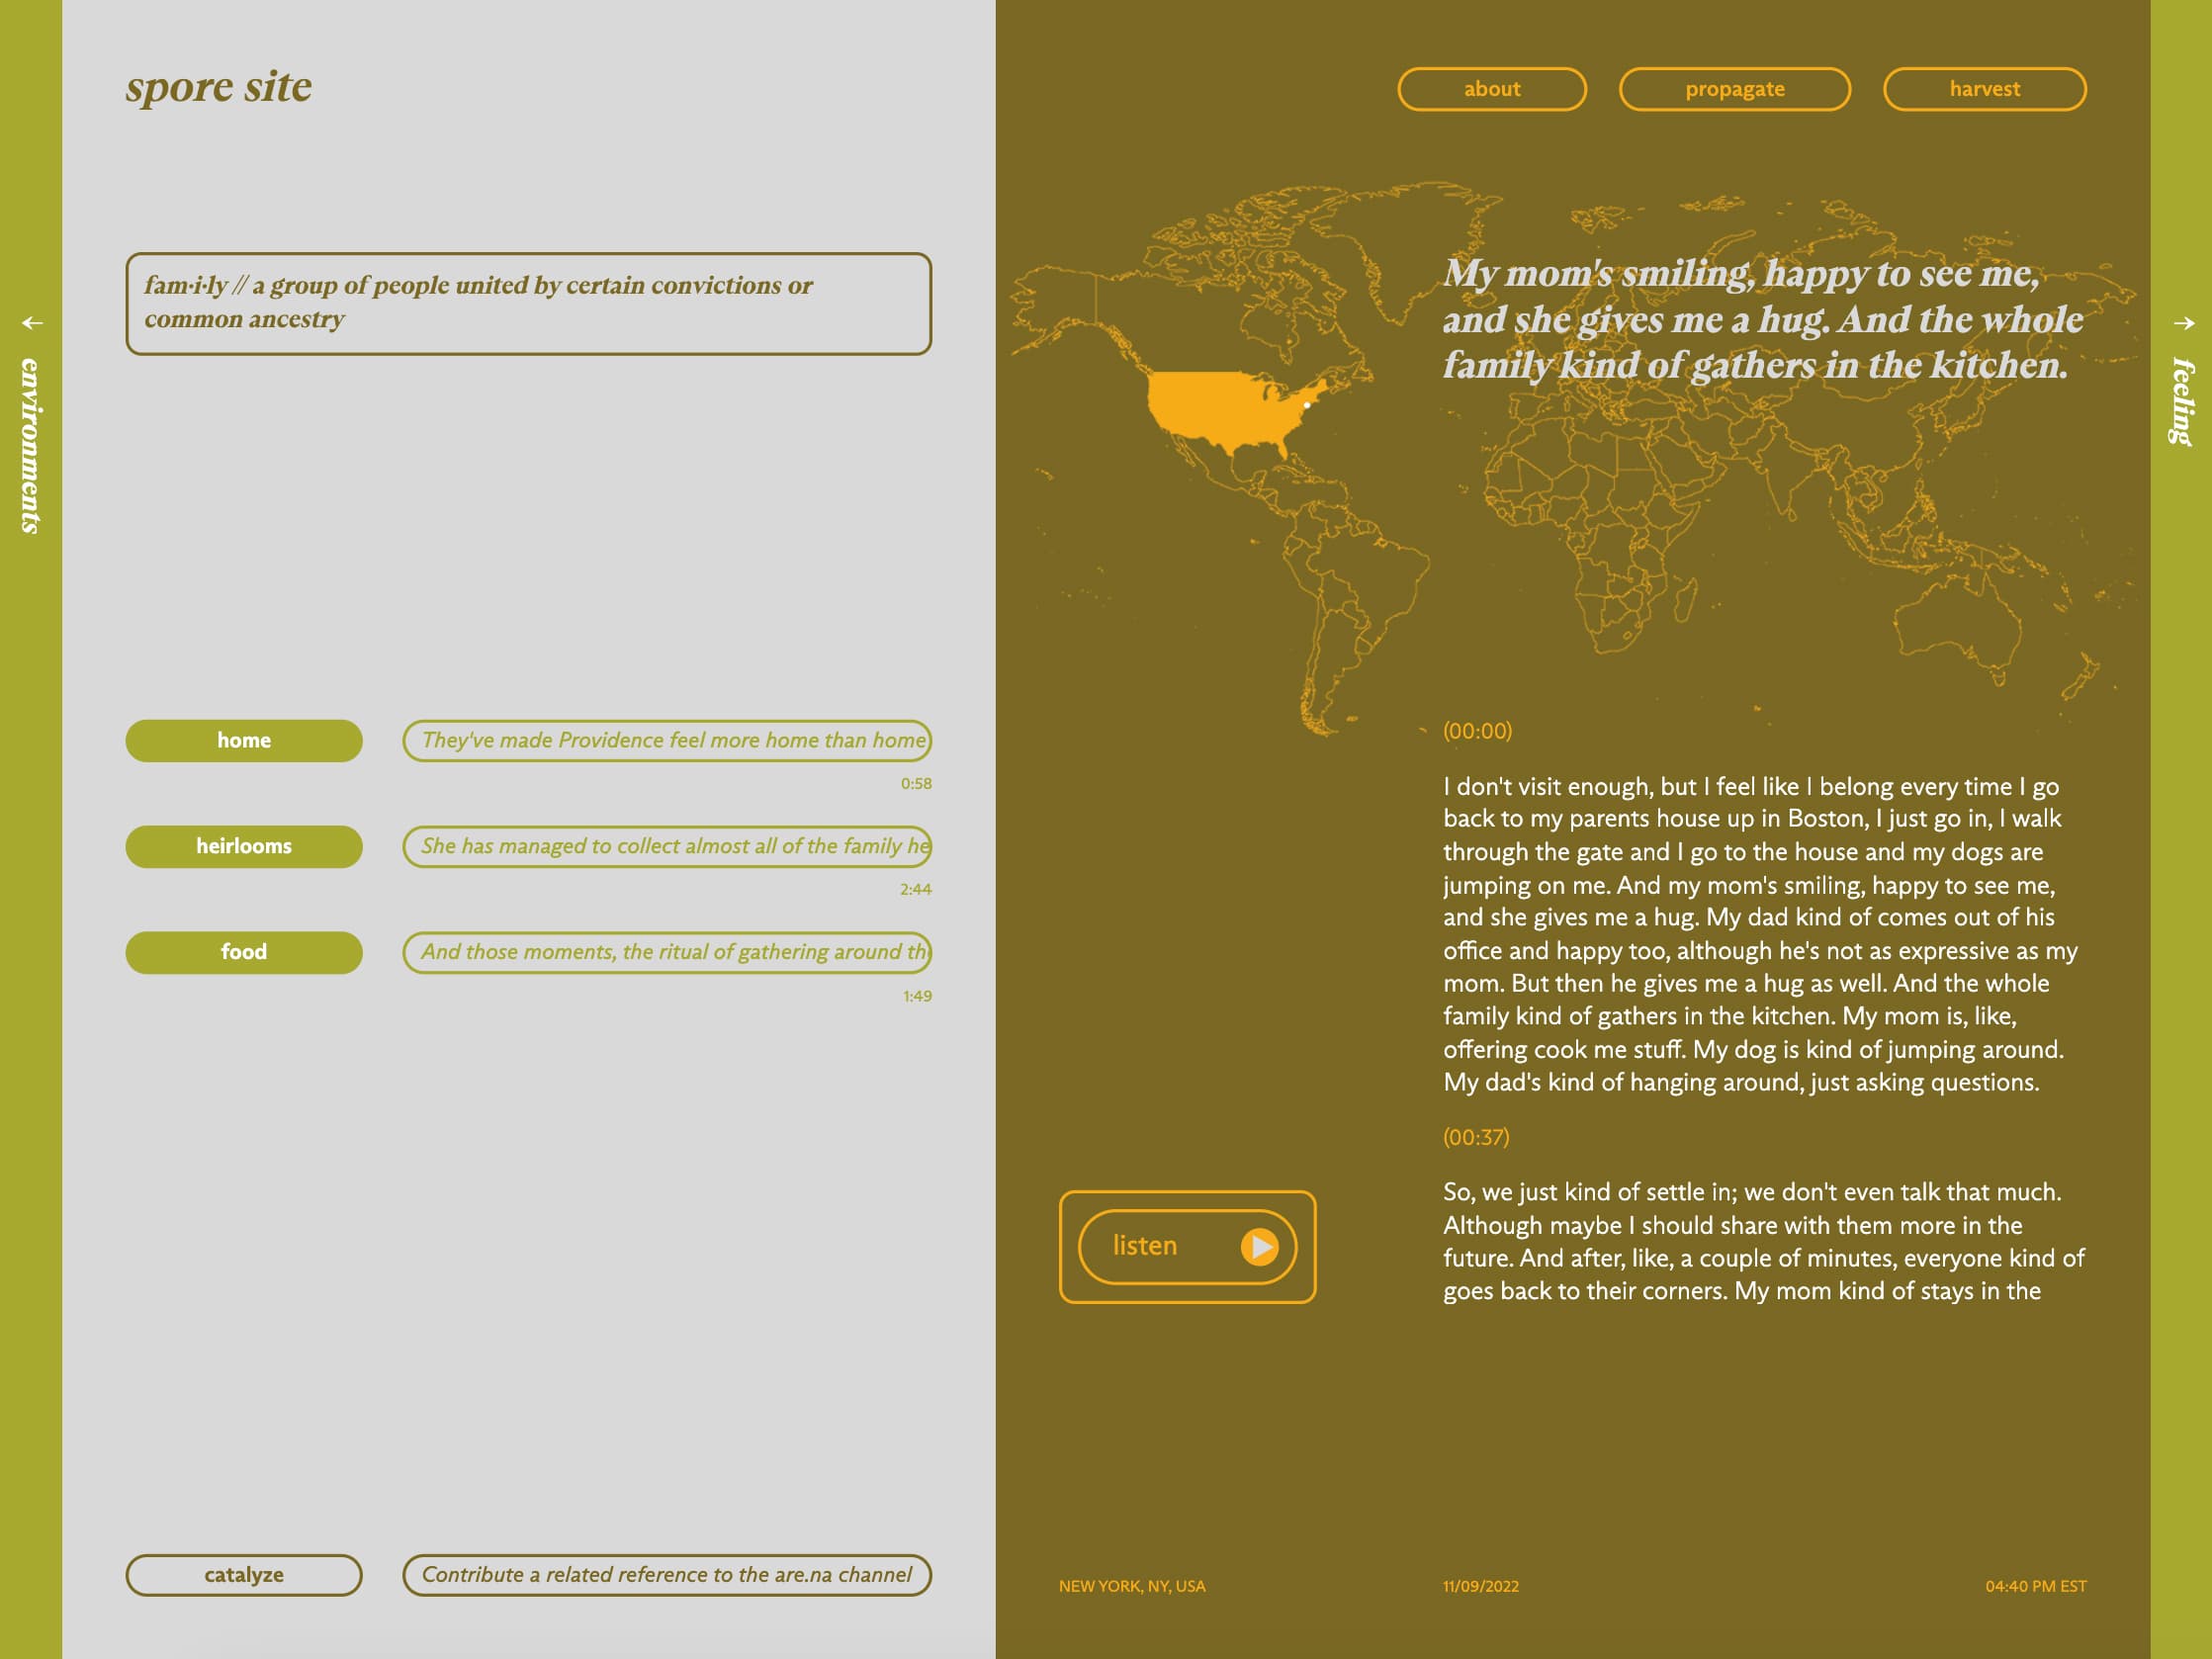 spore site
about
propagate
harvest
← environments
→ feeling
fam·i·ly // a group of people united by certain convictions or
common ancestry
home
They've made Providence feel more home than home
0:58
heirlooms
She has managed to collect almost all of the family he
2:44
food
And those moments, the ritual of gathering around th
1:49
catalyze
Contribute a related reference to the are.na channel
My mom's smiling, happy to see me,
and she gives me a hug. And the whole
family kind of gathers in the kitchen.
(00:00)
I don't visit enough, but I feel like I belong every time I go
back to my parents house up in Boston, I just go in, I walk
through the gate and I go to the house and my dogs are
jumping on me. And my mom's smiling, happy to see me,
and she gives me a hug. My dad kind of comes out of his
office and happy too, although he's not as expressive as my
mom. But then he gives me a hug as well. And the whole
family kind of gathers in the kitchen. My mom is, like,
offering cook me stuff. My dog is kind of jumping around.
My dad's kind of hanging around, just asking questions.
(00:37)
So, we just kind of settle in; we don't even talk that much.
Although maybe I should share with them more in the
future. And after, like, a couple of minutes, everyone kind of
goes back to their corners. My mom kind of stays in the
listen
NEW YORK, NY, USA
11/09/2022
04:40 PM EST